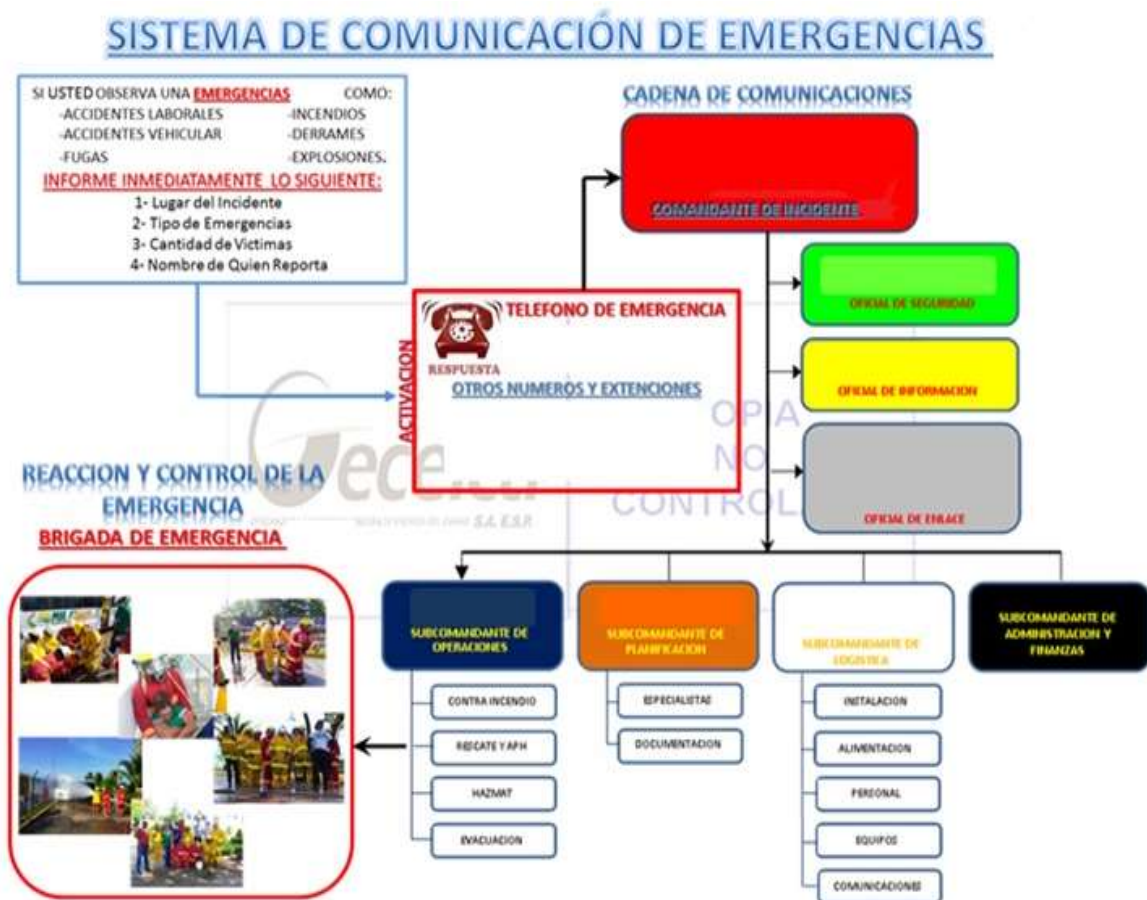 SISTEMA DE COMUNICACIÓN DE EMERGENCIAS
SI USTED OBSERVA UNA EMERGENCIAS COMO:
-ACCIDENTES LABORALES -INCENDIOS
-ACCIDENTES VEHICULAR -DERRAMES
-FUGAS -EXPLOSIONES.
INFORME INMEDIATAMENTE LO SIGUIENTE:
1- Lugar del Incidente
2- Tipo de Emergencias
3- Cantidad de Victimas
4- Nombre de Quien Reporta
CADENA DE COMUNICACIONES
COMANDANTE DE INCIDENTE
OFICIAL DE SEGURIDAD
OFICIAL DE INFORMACION
OFICIAL DE ENLACE
ACTIVACION
TELEFONO DE EMERGENCIA
RESPUESTA
OTROS NUMEROS Y EXTENCIONES
OPIA
NO
CONTROL
S.A. E.S.P.
REACCION Y CONTROL DE LA
EMERGENCIA
BRIGADA DE EMERGENCIA
SUBCOMANDANTE DE
OPERACIONES
CONTRA INCENDIO
RESCATE Y APH
HAZMAT
EVACUACION
SUBCOMANDANTE DE
PLANIFICACION
ESPECIALISTAS
DOCUMENTACION
SUBCOMANDANTE DE
LOGISTICA
INSTALACION
ALIMENTACION
PERSONAL
EQUIPOS
COMUNICACIONES
SUBCOMANDANTE DE
ADMINISTRACION Y
FINANZAS